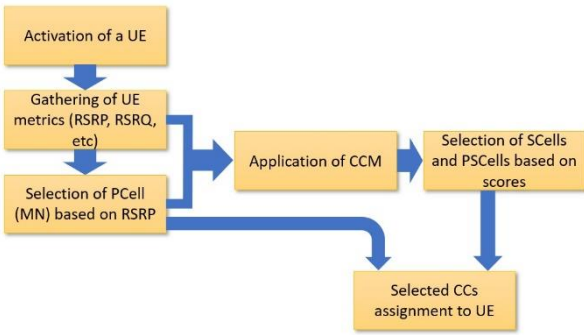 Activation of a UE
Gathering of UE
metrics (RSRP, RSRQ,
etc)
Selection of PCell
(MN) based on RSRP
Application of CCM
Selection of SCells
and PSCells based on
scores
Selected CCs
assignment to UE